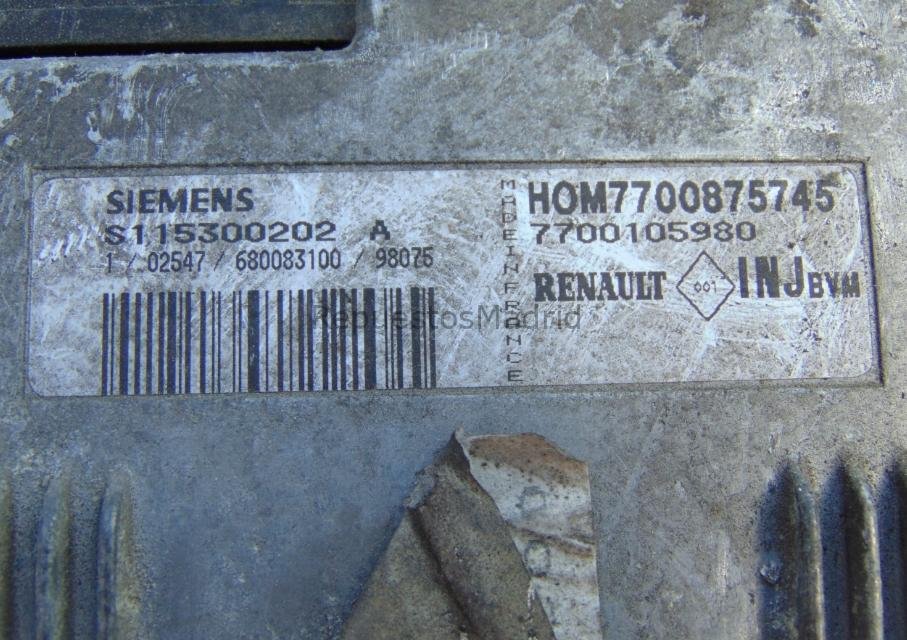 SIEMENS
S115300202 A
1 / 02547 / 680083100 / 98075
MADE IN FRANCE
HOM7700875745
7700105980
RENAULT 001 INJ BVM
RepuestosMadrid